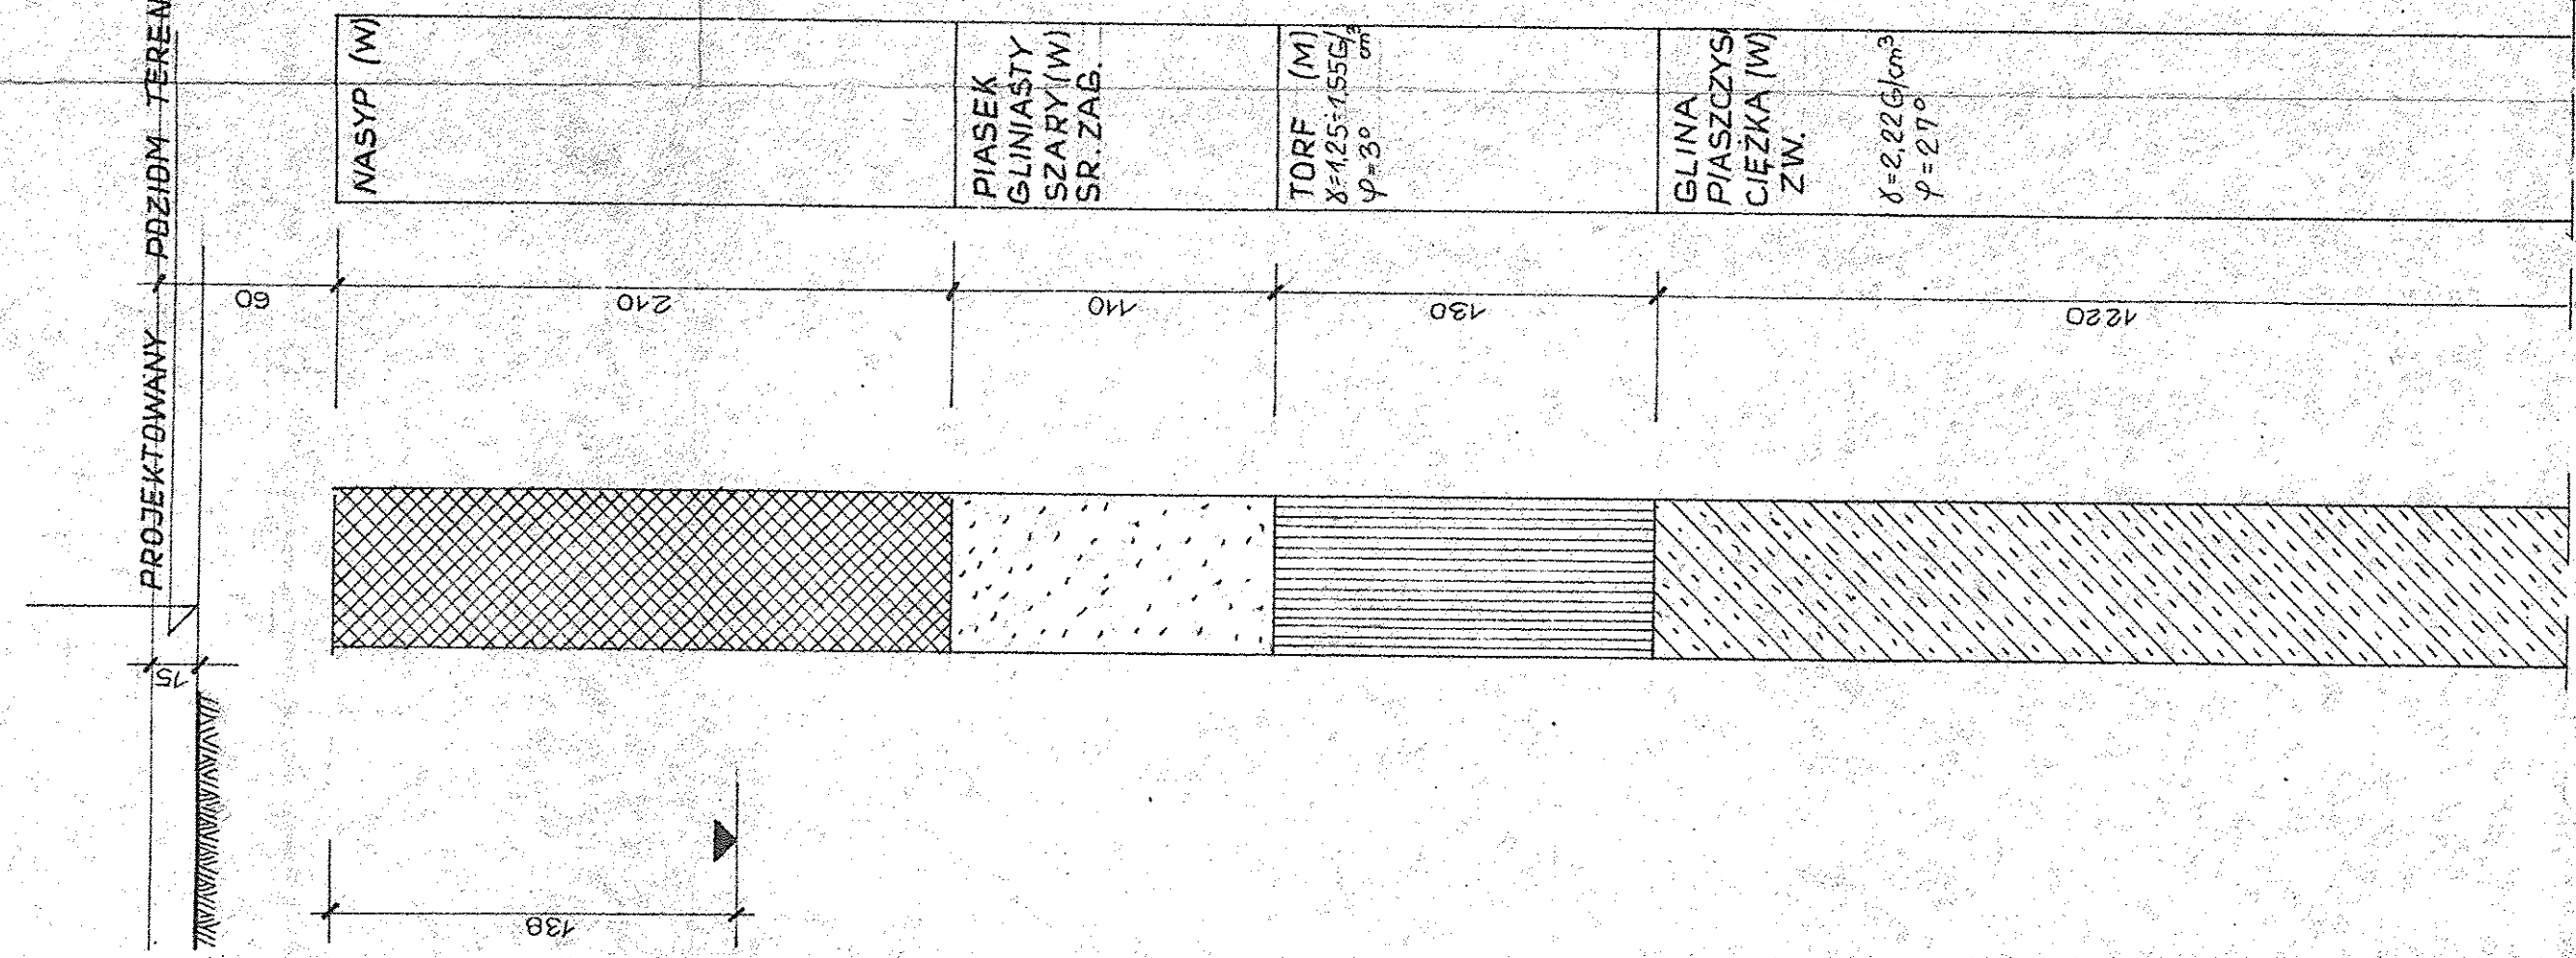 PROJEKTOWANY POZIOM TEREN
15
60
NASYP (W)
210
PIASEK
GLINIASTY
SZARY (W)
SR. ZAG.
110
TORF (M)
γ=1,25÷1,55G/cm³
φ=3°
130
GLINA
PIASZCZYS
CIĘŻKA (W)
ZW.
γ=2,22G/cm³
φ=27°
1220
138